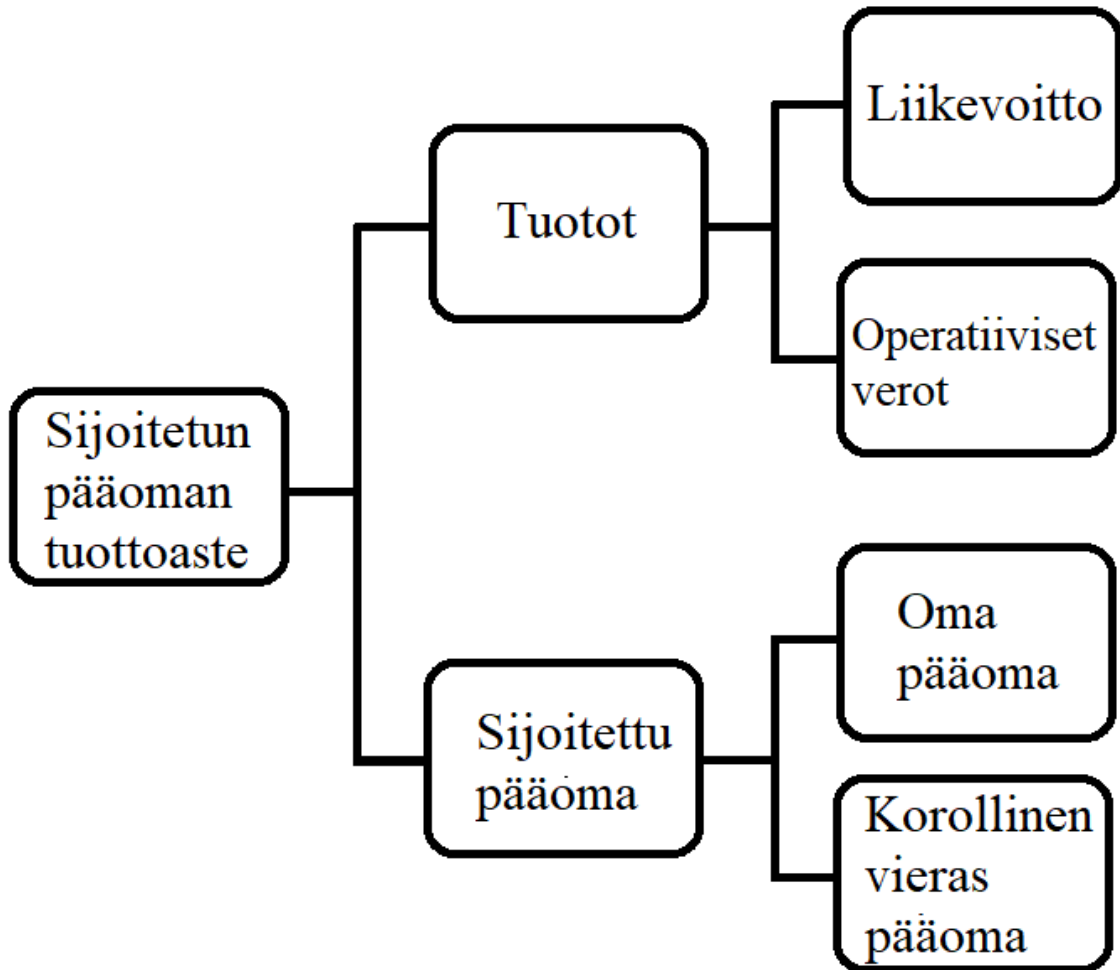 Liikevoitto
Tuotot
Operatiiviset
verot
Sijoitetun
pääoman
tuottoaste
Oma
pääoma
Sijoitettu
pääoma
Korollinen
vieras
pääoma